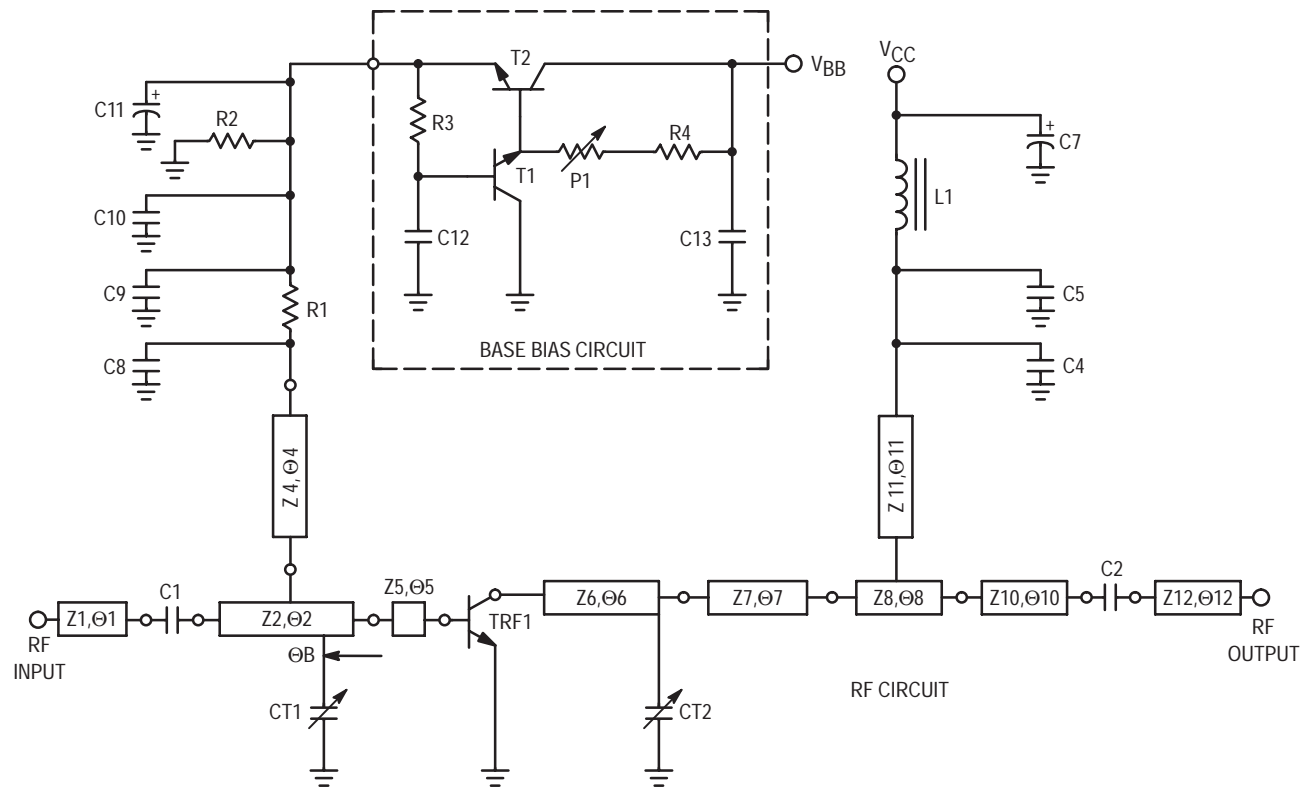 T2
VBB
VCC
C11
+
R2
R3
R4
+
C7
T1
P1
L1
C10
C12
C13
C9
R1
C5
BASE BIAS CIRCUIT
C8
C4
Z 4,Θ4
Z 11,Θ11
Z1,Θ1
C1
Z2,Θ2
Z5,Θ5
TRF1
Z6,Θ6
Z7,Θ7
Z8,Θ8
Z10,Θ10
C2
Z12,Θ12
RF
INPUT
RF
OUTPUT
ΘB
RF CIRCUIT
CT1
CT2